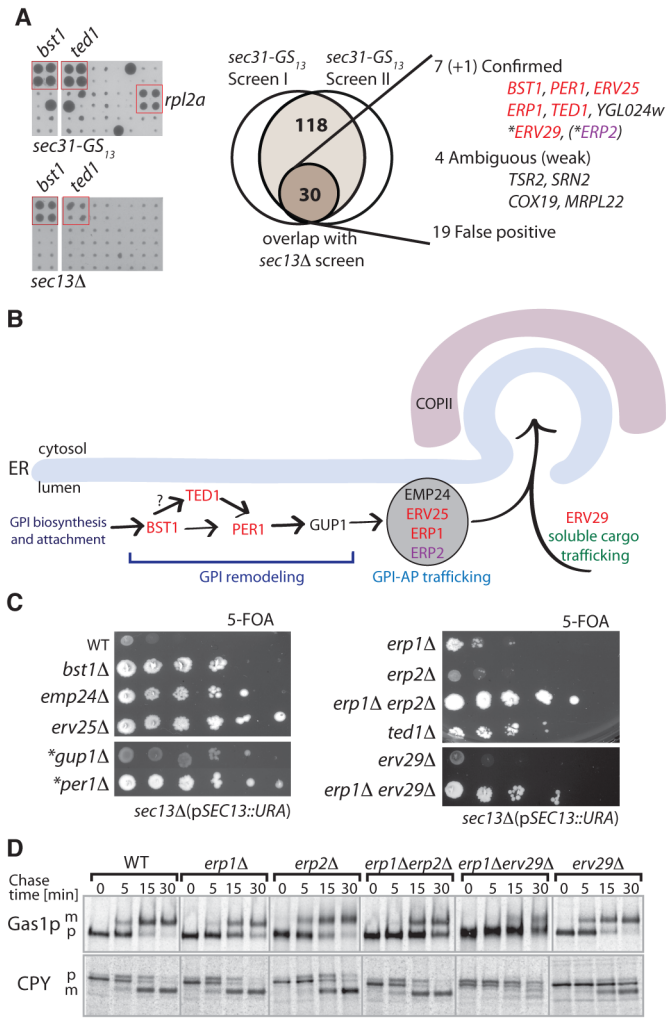 A
bst1
ted1
rpl2a
sec31-GS13
bst1
ted1
sec13Δ
sec31-GS13
Screen I
sec31-GS13
Screen II
118
30
overlap with
sec13Δ screen
7 (+1) Confirmed
BST1, PER1, ERV25
ERP1, TED1, YGL024w
*ERV29, (*ERP2)
4 Ambiguous (weak)
TSR2, SRN2
COX19, MRPL22
19 False positive
B
COPII
cytosol
ER
lumen
GPI biosynthesis
and attachment
?
TED1
BST1
PER1
GUP1
EMP24
ERV25
ERP1
ERP2
GPI remodeling
GPI-AP trafficking
ERV29
soluble cargo
trafficking
C
5-FOA
WT
bst1Δ
emp24Δ
erv25Δ
*gup1Δ
*per1Δ
sec13Δ(pSEC13::URA)
5-FOA
erp1Δ
erp2Δ
erp1Δ erp2Δ
ted1Δ
erv29Δ
erp1Δ erv29Δ
sec13Δ(pSEC13::URA)
D
WT erp1Δ erp2Δ erp1Δerp2Δ erp1Δerv29Δ erv29Δ
Chase
time [min]
0 5 15 30 0 5 15 30 0 5 15 30 0 5 15 30 0 5 15 30 0 5 15 30
Gas1p
m
p
CPY
p
m